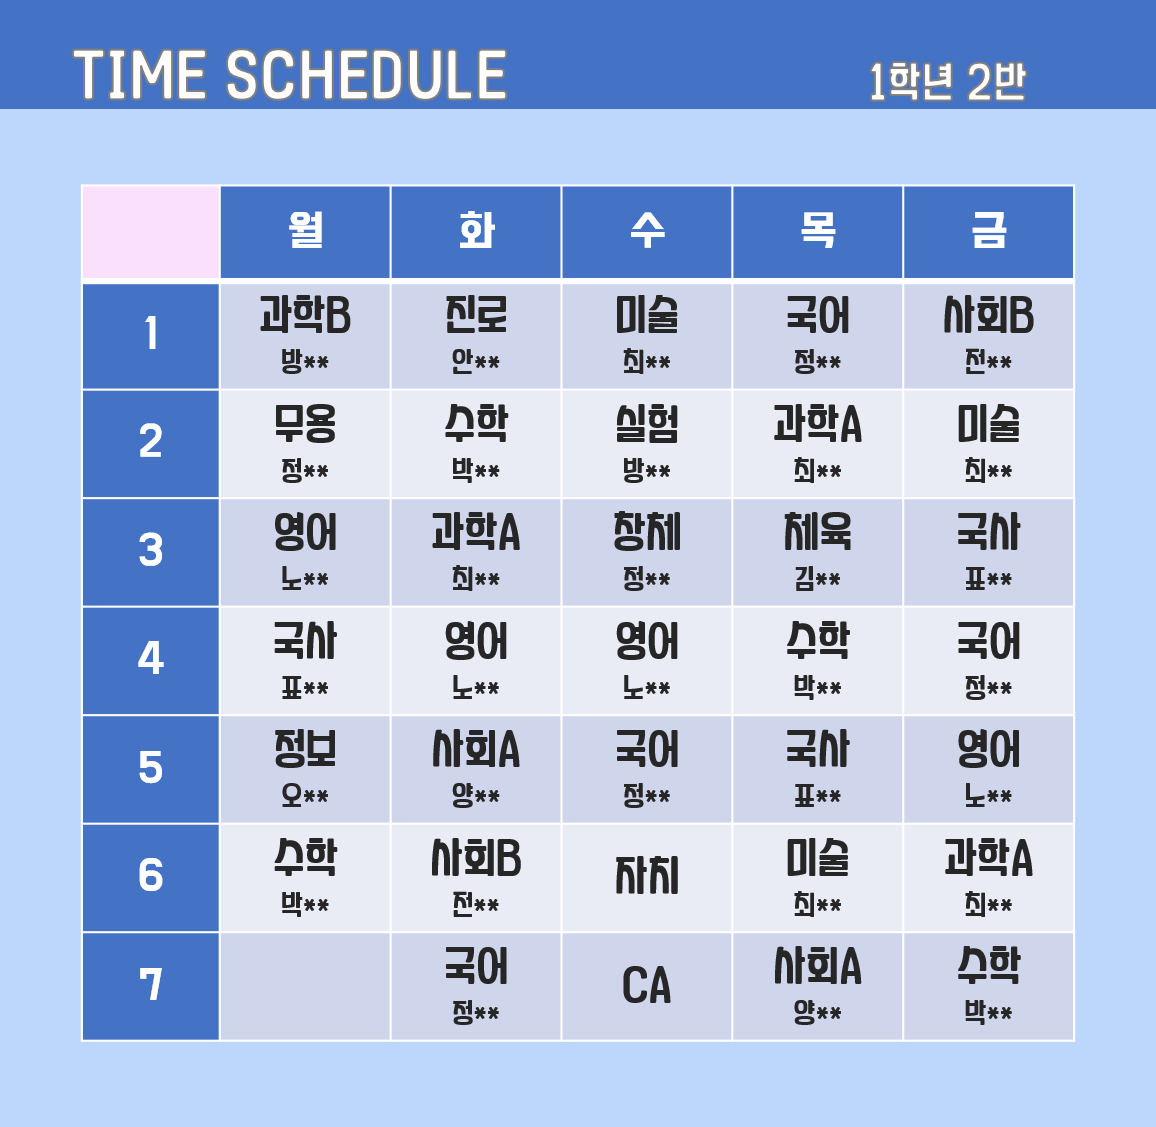 TIME SCHEDULE
1학년 2반
월 화 수 목 금
1 과학B 진로 미술 국어 사회B
방** 안** 최** 정** 전**
2 무용 수학 실험 과학A 미술
정** 박** 방** 최** 최**
3 영어 과학A 창체 체육 국사
노** 최** 정** 김** 표**
4 국사 영어 영어 수학 국어
표** 노** 노** 박** 정**
5 정보 사회A 국어 국사 영어
오** 양** 정** 표** 노**
6 수학 사회B 자치 미술 과학A
박** 전** 최** 최**
7 국어 CA 사회A 수학
정** 양** 박**